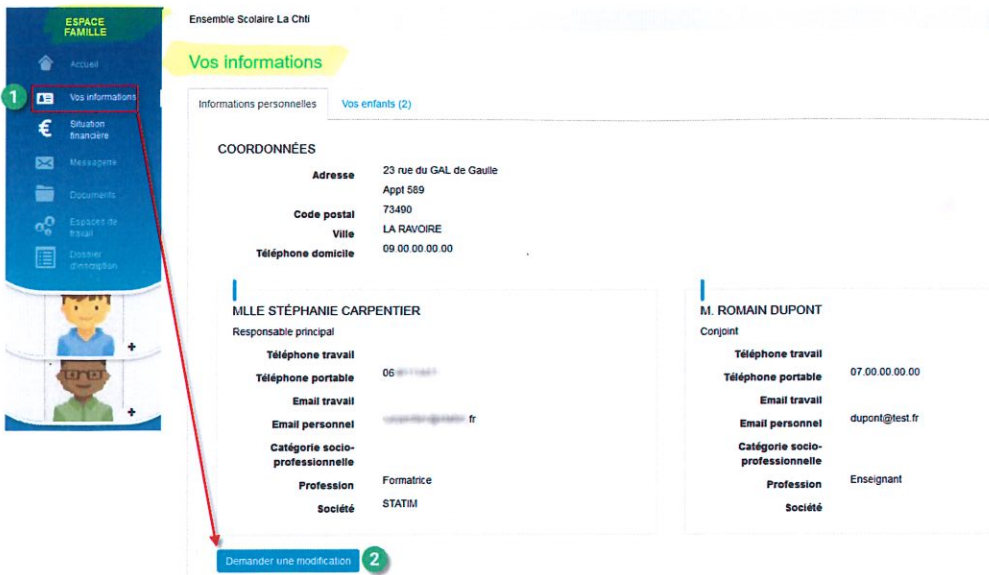 ESPACE
FAMILLE
Accueil
1
Vos informations
€
Situation
financière
Messagerie
Documents
Espaces de
travail
Dossier
d'inscription
+
+
Ensemble Scolaire La Chti
Vos informations
Informations personnelles
Vos enfants (2)
COORDONNÉES
Adresse 23 rue du GAL de Gaulle
Appt 589
Code postal 73490
Ville LA RAVOIRE
Téléphone domicile 09.00.00.00.00
MLLE STÉPHANIE CARPENTIER
Responsable principal
Téléphone travail
Téléphone portable 06
Email travail
Email personnel fr
Catégorie socio-
professionnelle
Profession Formatrice
Société STATIM
M. ROMAIN DUPONT
Conjoint
Téléphone travail
Téléphone portable 07.00.00.00.00
Email travail
Email personnel dupont@test.fr
Catégorie socio-
professionnelle
Profession Enseignant
Société
Demander une modification 2